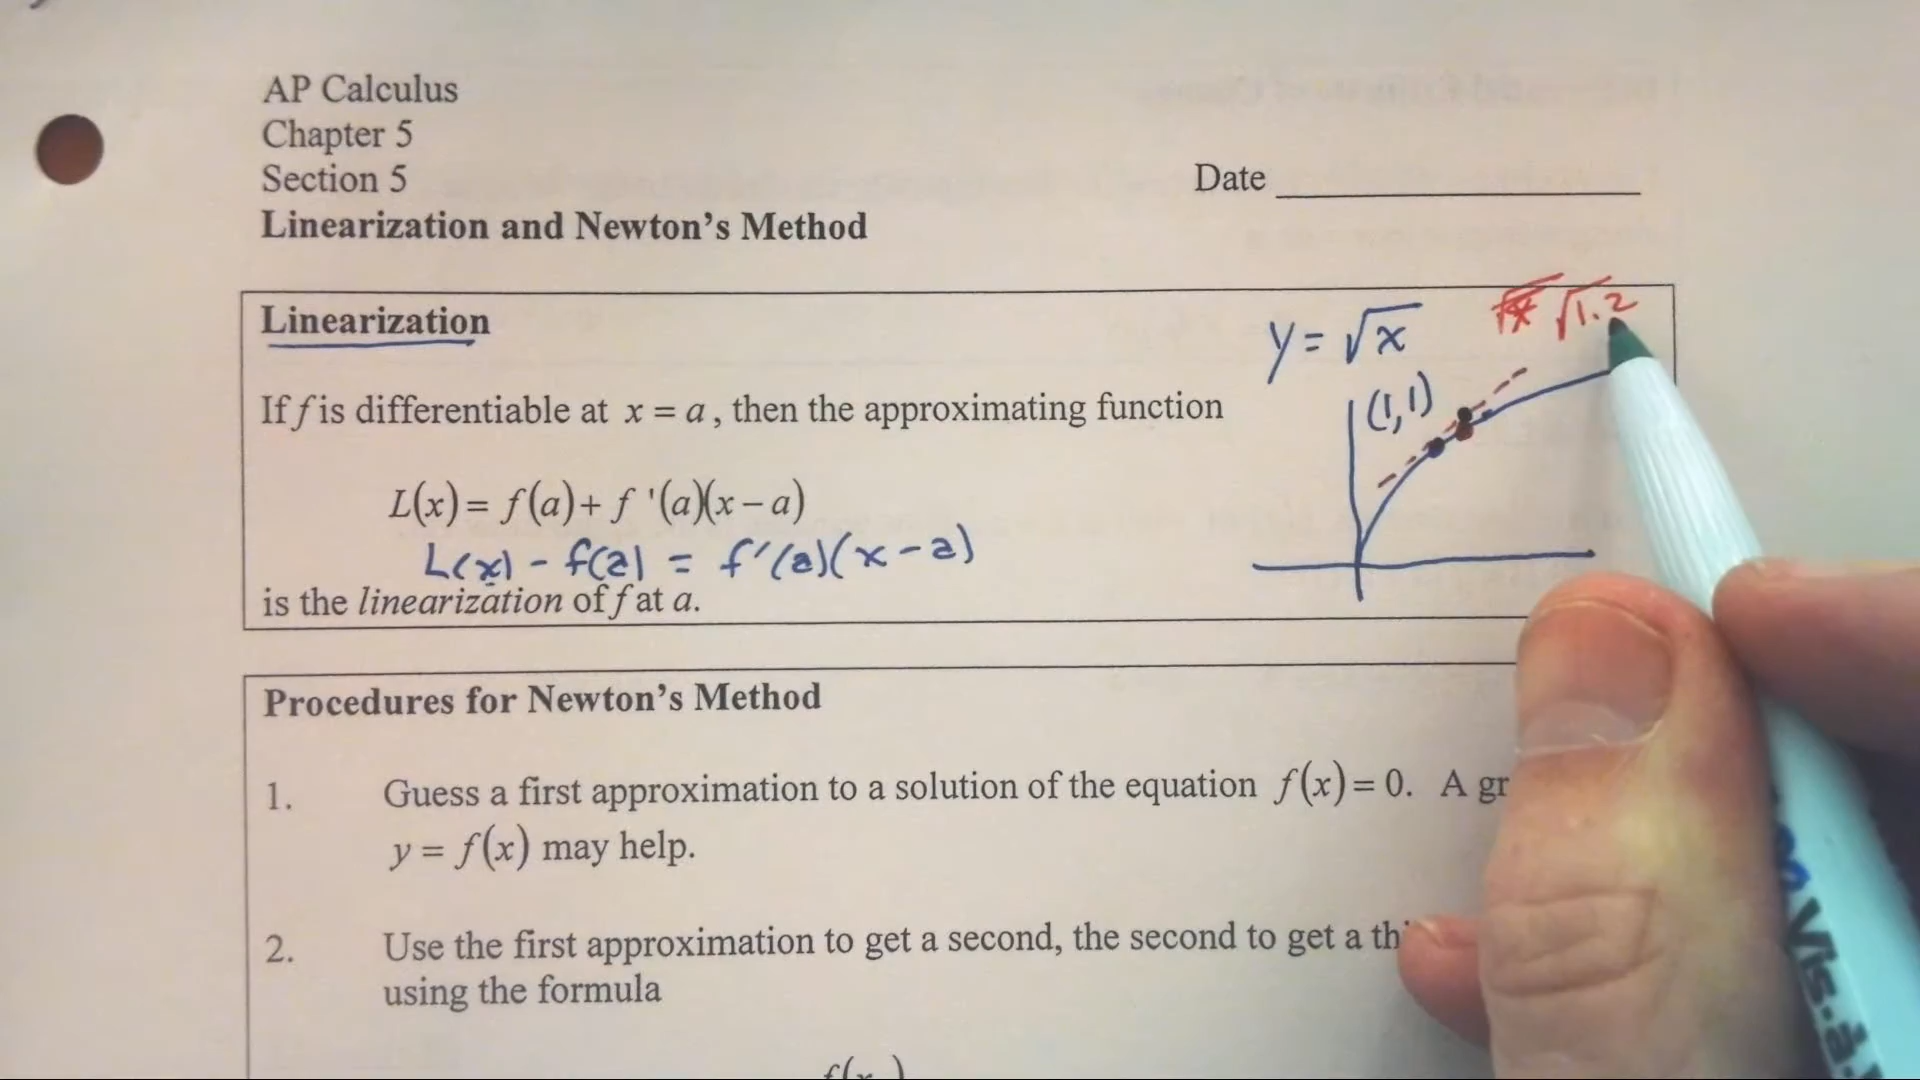 AP Calculus
Chapter 5
Section 5
Date
Linearization and Newton's Method
Linearization
y = √x
√1.2
(1,1)
If f is differentiable at x = a, then the approximating function
L(x) = f(a) + f '(a)(x − a)
L(x) - f(a) = f'(a)(x - a)
is the linearization of f at a.
Procedures for Newton's Method
1. Guess a first approximation to a solution of the equation f(x) = 0. A gr
y = f(x) may help.
2. Use the first approximation to get a second, the second to get a thi
using the formula
Vis-à-V